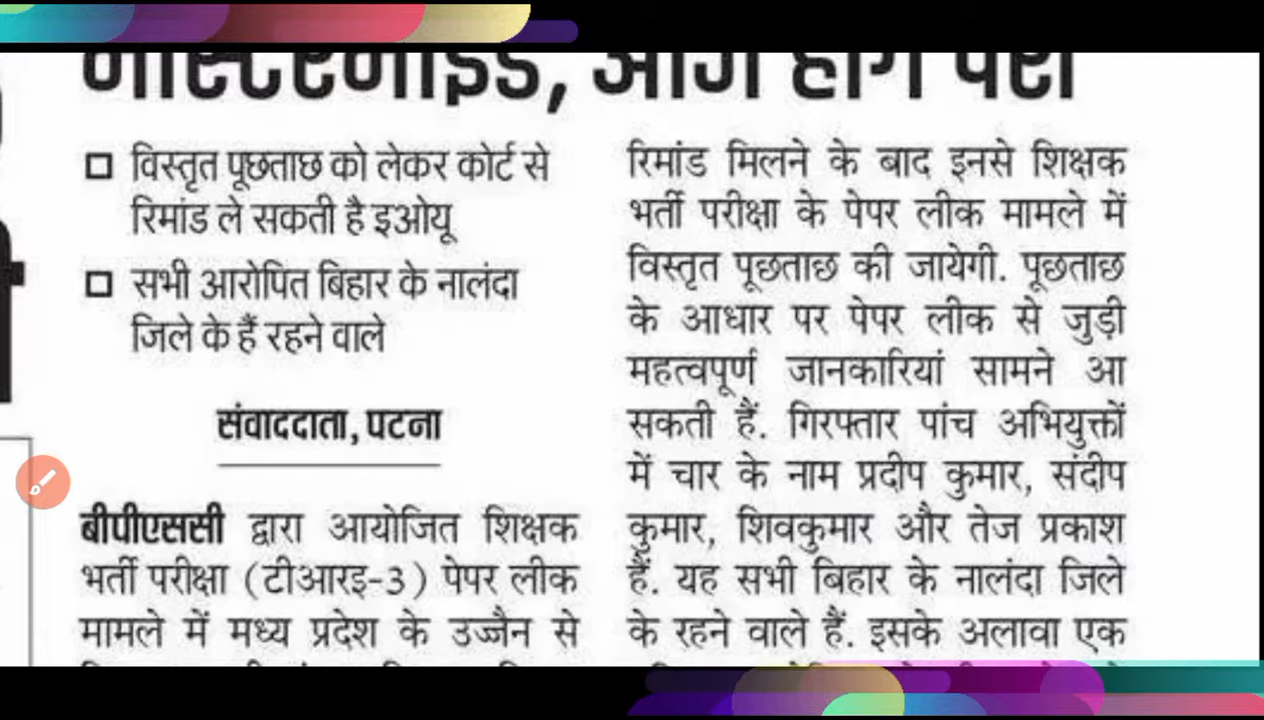 विस्तृत पूछताछ को लेकर कोर्ट से
रिमांड ले सकती है इओयू
सभी आरोपित बिहार के नालंदा
जिले के हैं रहने वाले
संवाददाता, पटना
बीपीएससी द्वारा आयोजित शिक्षक
भर्ती परीक्षा (टीआरइ-3) पेपर लीक
मामले में मध्य प्रदेश के उज्जैन से
रिमांड मिलने के बाद इनसे शिक्षक
भर्ती परीक्षा के पेपर लीक मामले में
विस्तृत पूछताछ की जायेगी. पूछताछ
के आधार पर पेपर लीक से जुड़ी
महत्वपूर्ण जानकारियां सामने आ
सकती हैं. गिरफ्तार पांच अभियुक्तों
में चार के नाम प्रदीप कुमार, संदीप
कुमार, शिवकुमार और तेज प्रकाश
हैं. यह सभी बिहार के नालंदा जिले
के रहने वाले हैं. इसके अलावा एक